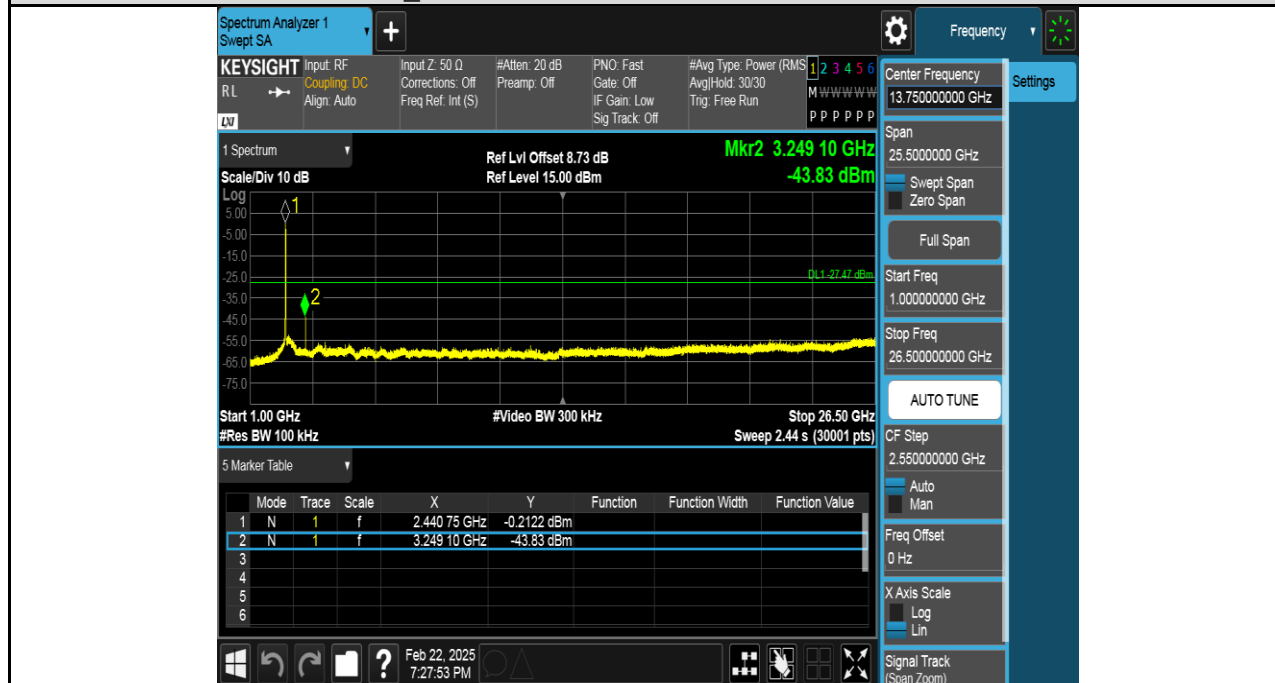 Spectrum Analyzer 1
Swept SA
+
Frequency
KEYSIGHT
RL
LXI
Input: RF
Coupling: DC
Align: Auto
Input Z: 50 Ω
Corrections: Off
Freq Ref: Int (S)
#Atten: 20 dB
Preamp: Off
PNO: Fast
Gate: Off
IF Gain: Low
Sig Track: Off
#Avg Type: Power (RMS
Avg|Hold: 30/30
Trig: Free Run
1 2 3 4 5 6
M W W W W W
P P P P P P
Center Frequency
13.750000000 GHz
Settings
1 Spectrum
Scale/Div 10 dB
Ref Lvl Offset 8.73 dB
Ref Level 15.00 dBm
Mkr2 3.249 10 GHz
-43.83 dBm
Log
5.00
-5.00
-15.0
-25.0
-35.0
-45.0
-55.0
-65.0
-75.0
1
2
DL1 -27.47 dBm
Start 1.00 GHz
#Video BW 300 kHz
Stop 26.50 GHz
#Res BW 100 kHz
Sweep 2.44 s (30001 pts)
Span
25.5000000 GHz
Swept Span
Zero Span
Full Span
Start Freq
1.000000000 GHz
Stop Freq
26.500000000 GHz
AUTO TUNE
CF Step
2.550000000 GHz
Auto
Man
Freq Offset
0 Hz
X Axis Scale
Log
Lin
Signal Track
(Span Zoom)
5 Marker Table
Mode Trace Scale X Y Function Function Width Function Value
1 N 1 f 2.440 75 GHz -0.2122 dBm
2 N 1 f 3.249 10 GHz -43.83 dBm
3
4
5
6
?
Feb 22, 2025
7:27:53 PM